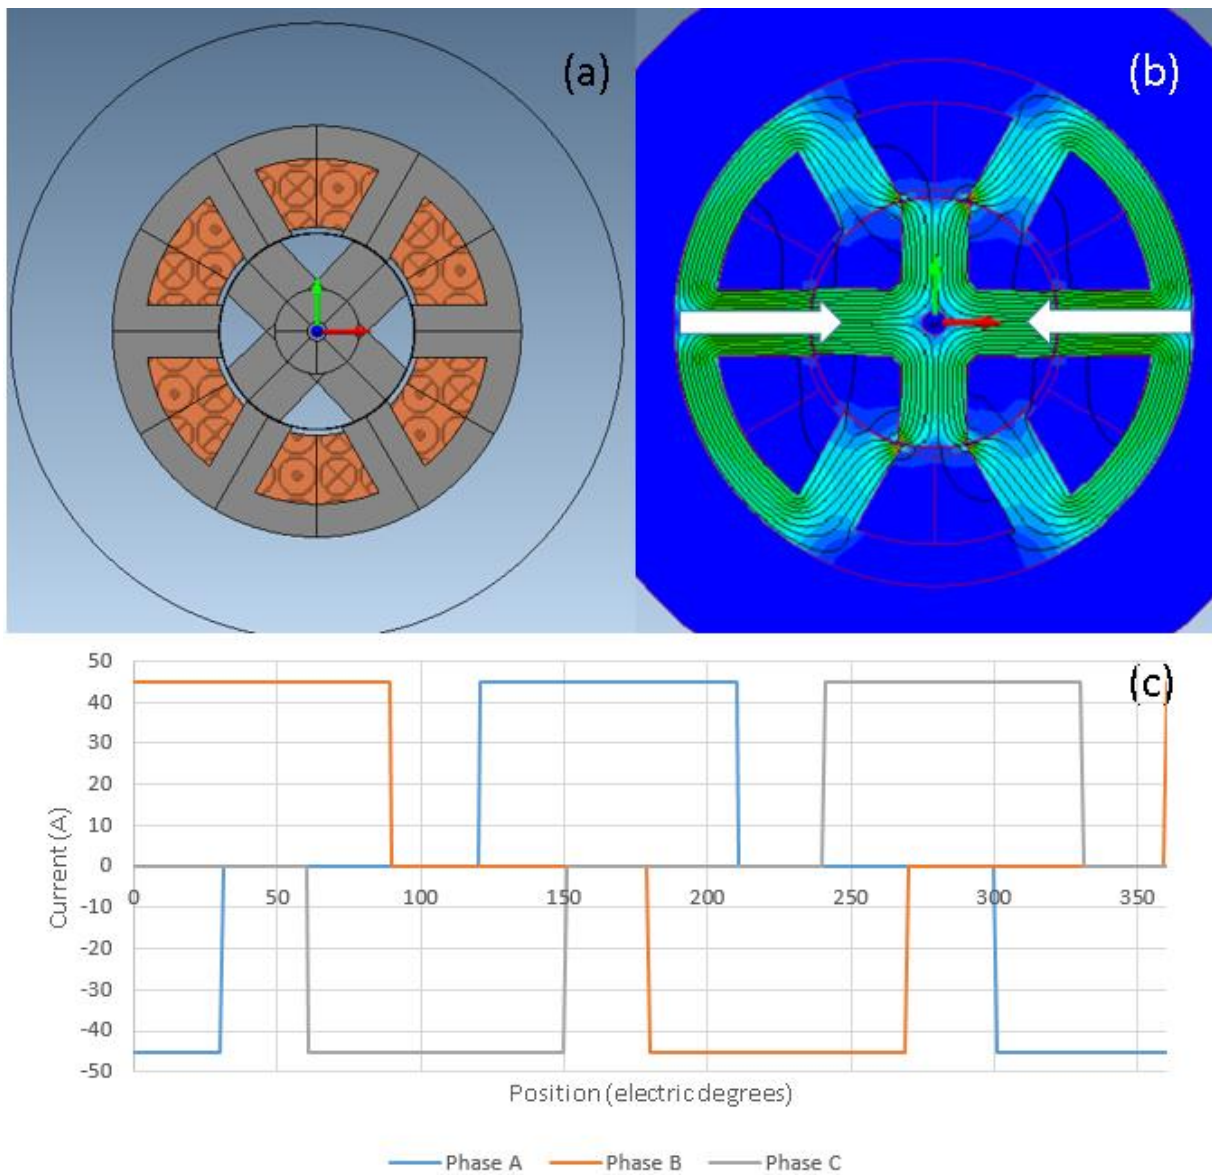 (a)
(b)
(c)
50
40
30
20
10
0
-10
-20
-30
-40
-50
0 50 100 150 200 250 300 350
Current (A)
Position (electric degrees)
Phase A Phase B Phase C